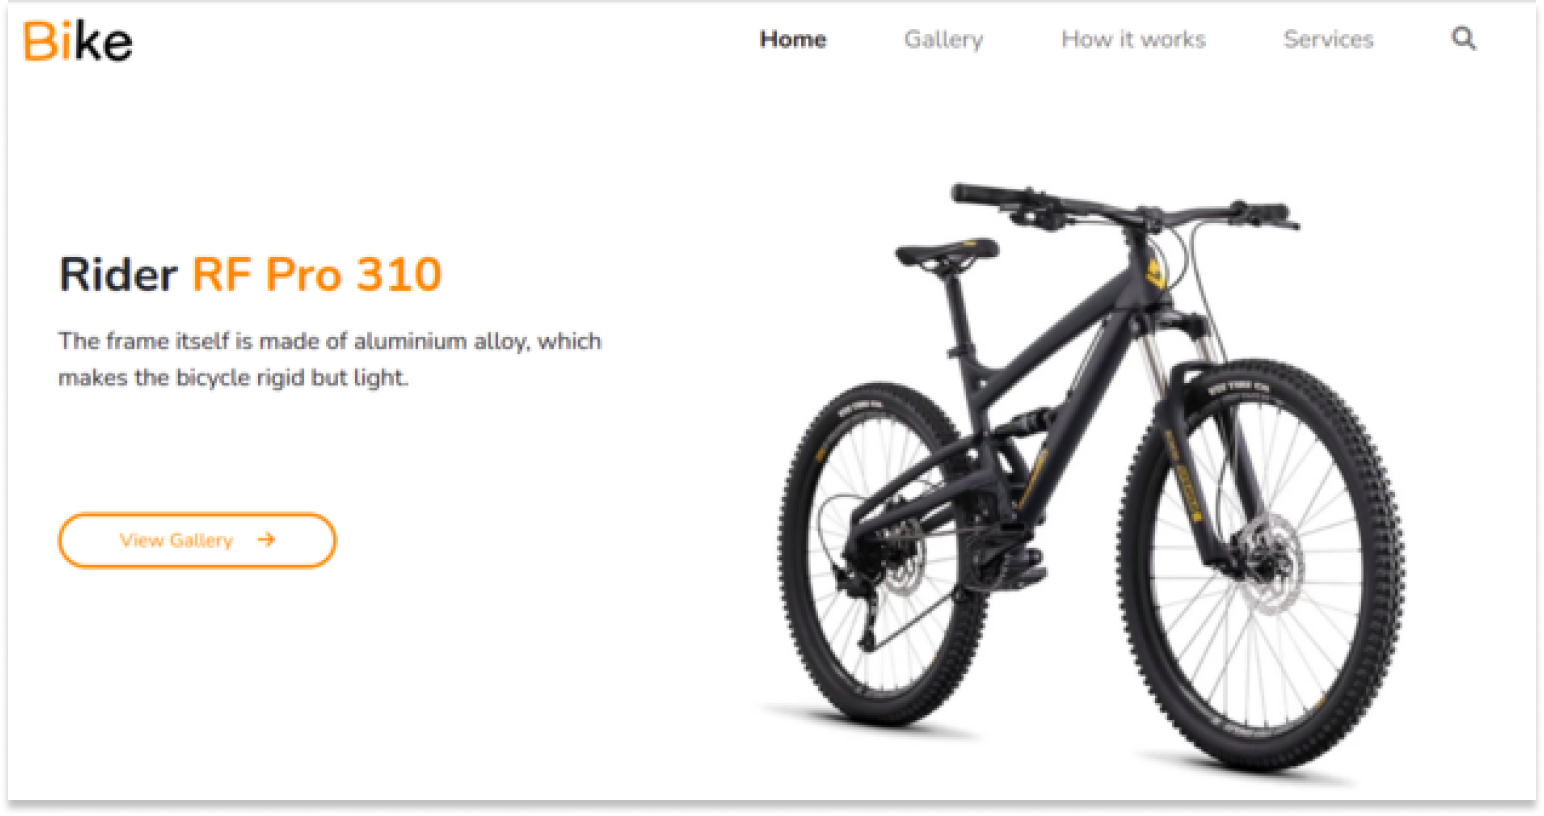 Bike
Home Gallery How it works Services
Rider RF Pro 310
The frame itself is made of aluminium alloy, which
makes the bicycle rigid but light.
View Gallery →